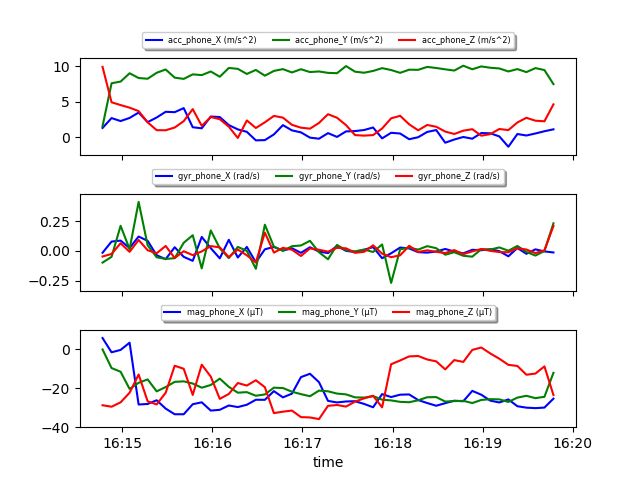 acc_phone_X (m/s^2) acc_phone_Y (m/s^2) acc_phone_Z (m/s^2)
10
5
0
gyr_phone_X (rad/s) gyr_phone_Y (rad/s) gyr_phone_Z (rad/s)
0.25
0.00
−0.25
mag_phone_X (μT) mag_phone_Y (μT) mag_phone_Z (μT)
0
−20
−40
16:15 16:16 16:17 16:18 16:19 16:20
time